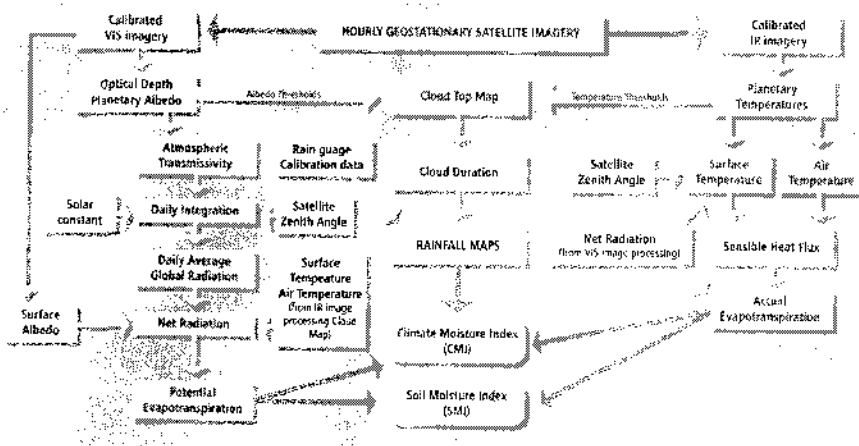 Calibrated
VIS imagery
HOURLY GEOSTATIONARY SATELLITE IMAGERY
Calibrated
IR imagery
Optical Depth
Planetary Albedo
Albedo Thresholds
Cloud Top Map
Temperature Thresholds
Planetary
Temperatures
Atmospheric
Transmissivity
Rain guage
Calibration data
Cloud Duration
Satellite
Zenith Angle
Surface
Temperature
Air
Temperature
Solar
constant
Daily Integration
Satellite
Zenith Angle
RAINFALL MAPS
Net Radiation
(from VIS image processing)
Sensible Heat Flux
Daily Average
Global Radiation
Surface
Tempeature
Air Temperature
(from IR image
processing Cloud
Map)
Surface
Albedo
Net Radiation
Climate Moisture Index
(CMI)
Actual
Evapotranspiration
Potential
Evapotranspiration
Soil Moisture Index
(SMI)